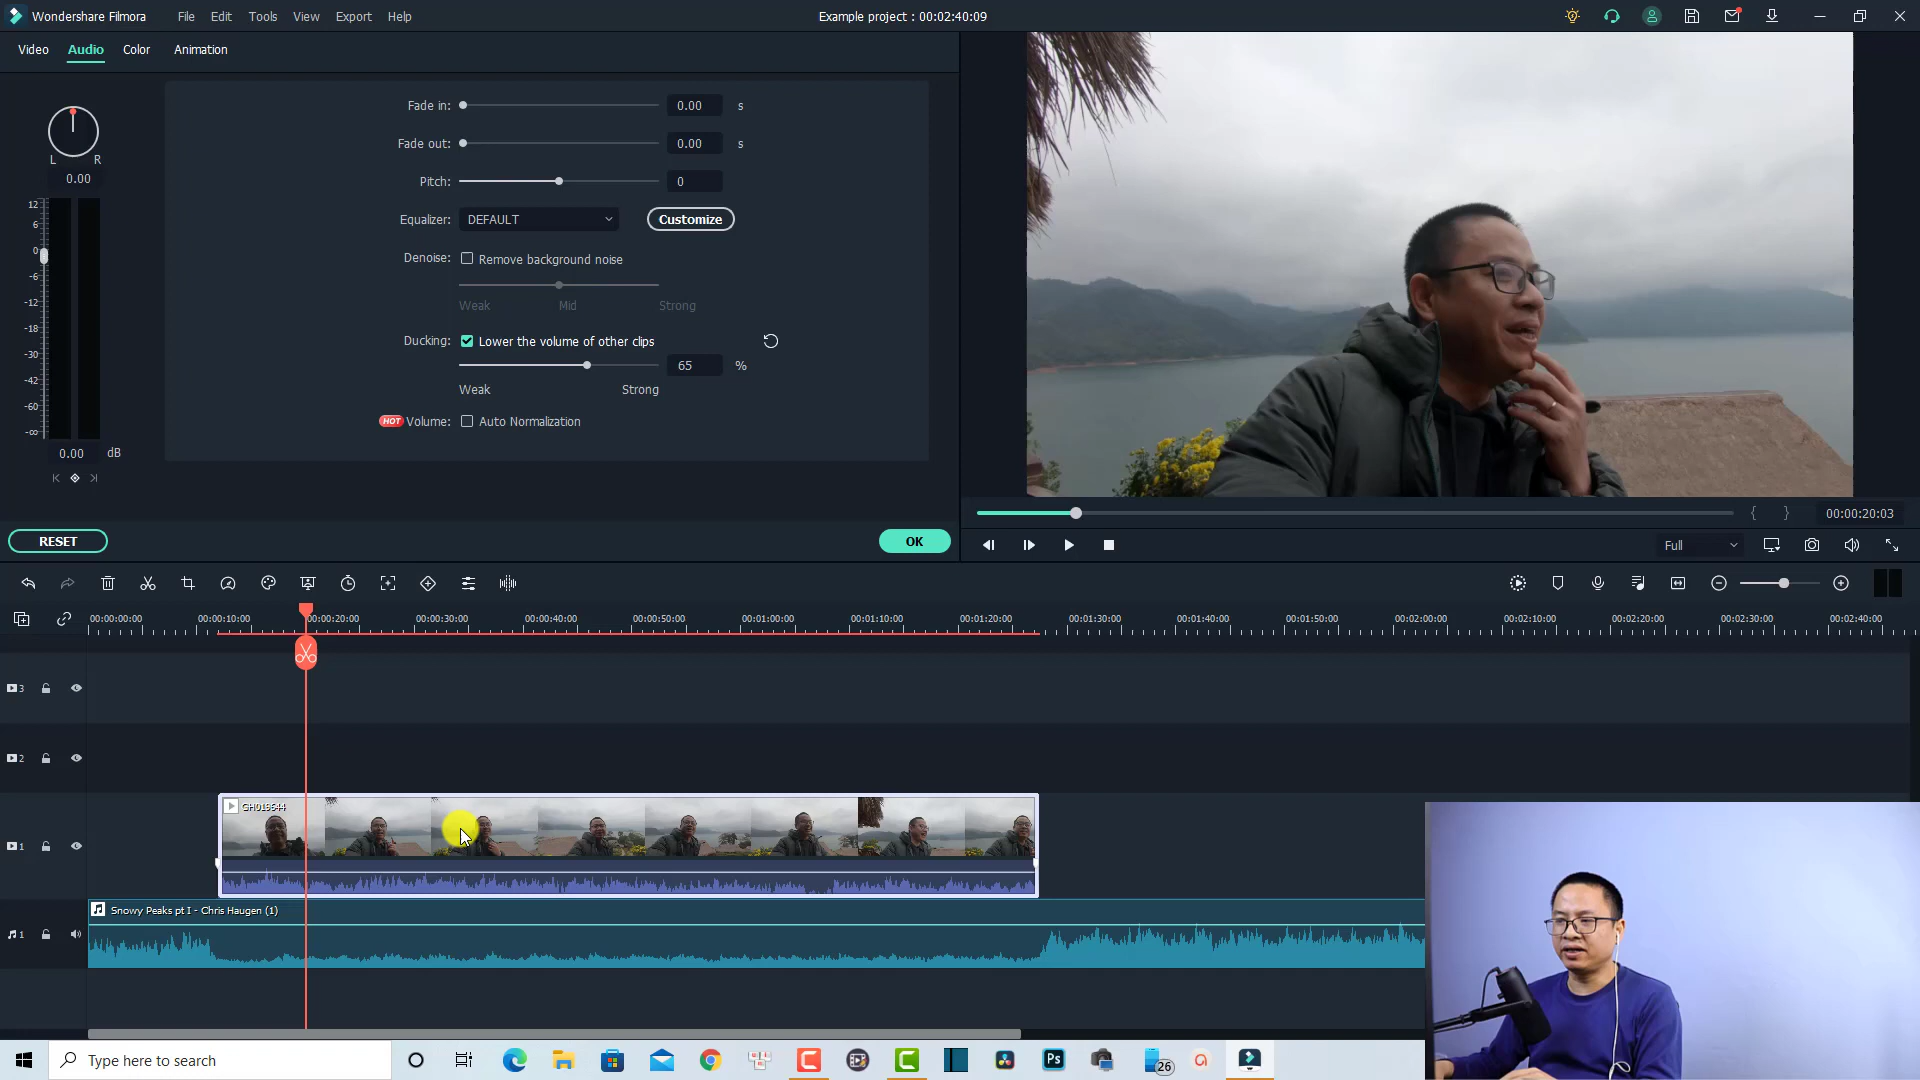 Wondershare Filmora File Edit Tools View Export Help Example project : 00:02:40:09
Video Audio Color Animation
Fade in: 0.00 s
Fade out: 0.00 s
Pitch: 0
Equalizer: DEFAULT Customize
Denoise: Remove background noise
Weak Mid Strong
Ducking: Lower the volume of other clips
65 %
Weak Strong
HOT Volume: Auto Normalization
L R
0.00
12
6
0
-6
-12
-18
-30
-42
-60
-∞
0.00 dB
RESET OK
{ } 00:00:20:03
Full
00:00:00:00 00:00:10:00 00:00:20:00 00:00:30:00 00:00:40:00 00:00:50:00 00:01:00:00 00:01:10:00 00:01:20:00 00:01:30:00 00:01:40:00 00:01:50:00 00:02:00:00 00:02:10:00 00:02:20:00 00:02:30:00 00:02:40:00
3
2
GH013544
1
Snowy Peaks pt I - Chris Haugen (1)
1
Type here to search
Ps
26